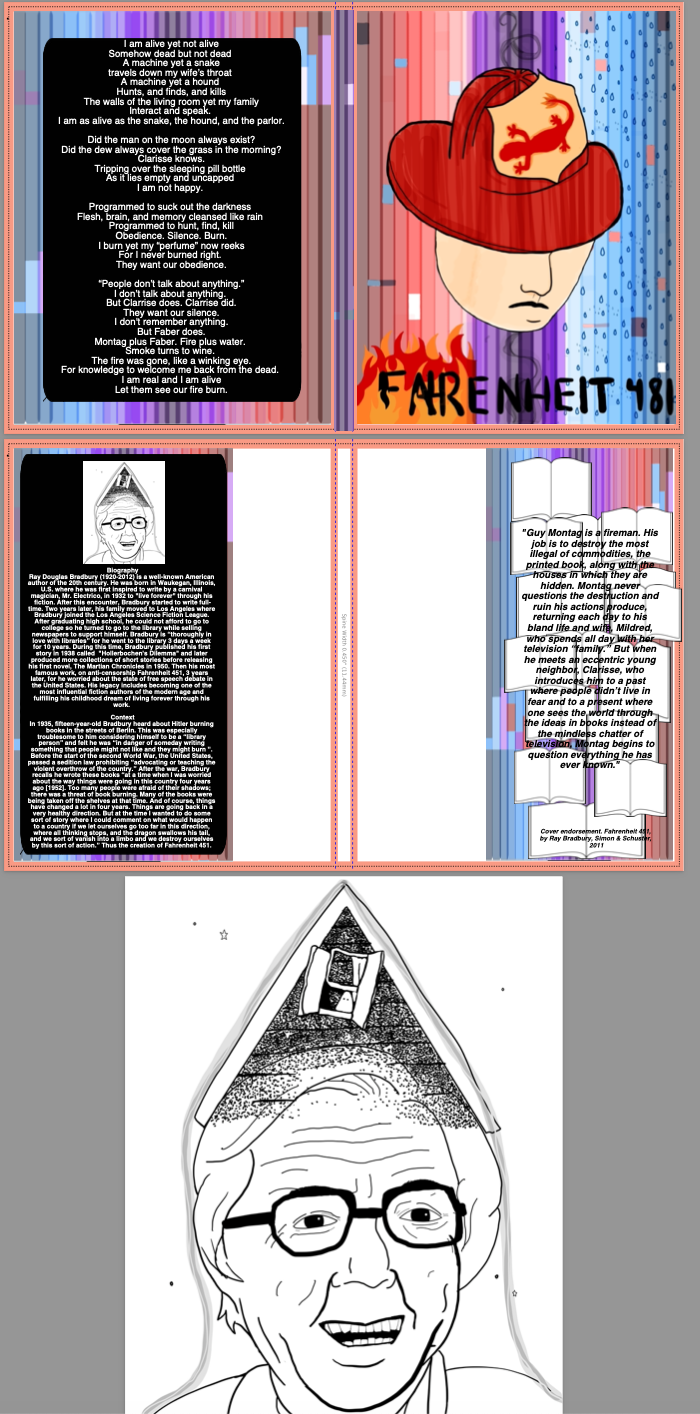 I am alive yet not alive
Somehow dead but not dead
A machine yet a snake
travels down my wife's throat
A machine yet a hound
Hunts, and finds, and kills
The walls of the living room yet my family
Interact and speak.
I am as alive as the snake, the hound, and the parlor.
Did the man on the moon always exist?
Did the dew always cover the grass in the morning?
Clarisse knows.
Tripping over the sleeping pill bottle
As it lies empty and uncapped
I am not happy.
Programmed to suck out the darkness
Flesh, brain, and memory cleansed like rain
Programmed to hunt, find, kill
Obedience. Silence. Burn.
I burn yet my “perfume” now reeks
For I never burned right.
They want our obedience.
“People don't talk about anything.”
I don't talk about anything.
But Clarrise does. Clarrise did.
They want our silence.
I don't remember anything.
But Faber does.
Montag plus Faber. Fire plus water.
Smoke turns to wine.
The fire was gone, like a winking eye.
For knowledge to welcome me back from the dead.
I am real and I am alive
Let them see our fire burn.
FARENHEIT 481
Biography
Ray Douglas Bradbury (1920-2012) is a well-known American
author of the 20th century. He was born in Waukegan, Illinois,
U.S. where he was first inspired to write by a carnival
magician, Mr. Electrico, in 1932 to "live forever" through his
fiction. After this encounter, Bradbury started to write full-
time. Two years later, his family moved to Los Angeles where
Bradbury joined the Los Angeles Science Fiction League.
After graduating high school, he could not afford to go to
college so he turned to go to the library while selling
newspapers to support himself. Bradbury is “thoroughly in
love with libraries” for he went to the library 3 days a week
for 10 years. During this time, Bradbury published his first
story in 1938 called "Hollerbochen's Dilemma" and later
produced more collections of short stories before releasing
his first novel, The Martian Chronicles in 1950. Then his most
famous work, on anti-censorship Fahrenheit 451, 3 years
later, for he worried about the state of free speech debate in
the United States. His legacy includes becoming one of the
most influential fiction authors of the modern age and
fulfilling his childhood dream of living forever through his
work.
Context
In 1935, fifteen-year-old Bradbury heard about Hitler burning
books in the streets of Berlin. This was especially
troublesome to him considering himself to be a “library
person” and felt he was “in danger of someday writing
something that people might not like and they might burn ”.
Before the start of the second World War, the United States,
passed a sedition law prohibiting “advocating or teaching the
violent overthrow of the country.” After the war, Bradbury
recalls he wrote these books “at a time when I was worried
about the way things were going in this country four years
ago [1952]. Too many people were afraid of their shadows;
there was a threat of book burning. Many of the books were
being taken off the shelves at that time. And of course, things
have changed a lot in four years. Things are going back in a
very healthy direction. But at the time I wanted to do some
sort of story where I could comment on what would happen
to a country if we let ourselves go too far in this direction,
where all thinking stops, and the dragon swallows his tail,
and we sort of vanish into a limbo and we destroy ourselves
by this sort of action.” Thus the creation of Fahrenheit 451.
"Guy Montag is a fireman. His
job is to destroy the most
illegal of commodities, the
printed book, along with the
houses in which they are
hidden. Montag never
questions the destruction and
ruin his actions produce,
returning each day to his
bland life and wife, Mildred,
who spends all day with her
television “family.” But when
he meets an eccentric young
neighbor, Clarisse, who
introduces him to a past
where people didn't live in
fear and to a present where
one sees the world through
the ideas in books instead of
the mindless chatter of
television, Montag begins to
question everything he has
ever known."
Cover endorsement. Fahrenheit 451,
by Ray Bradbury, Simon & Schuster,
2011